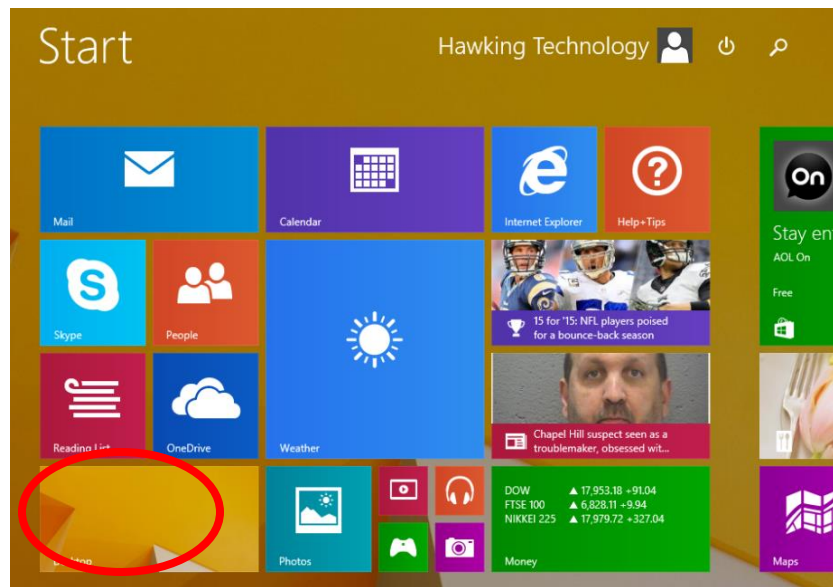 Start
Hawking Technology
Mail
Calendar
Internet Explorer
Help+Tips
On
Stay en
AOL On
Free
Skype
People
Weather
15 for '15: NFL players poised
for a bounce-back season
Reading List
OneDrive
Chapel Hill suspect seen as a
troublemaker, obsessed wit...
Desktop
Photos
DOW ▲ 17,953.18 +91.04
FTSE 100 ▲ 6,828.11 +9.94
NIKKEI 225 ▲ 17,979.72 +327.04
Money
Maps